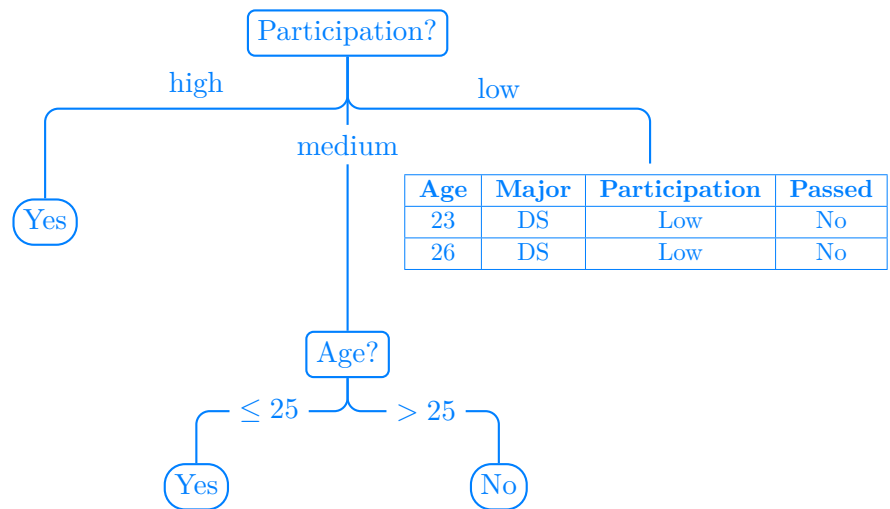 Participation?
high
low
medium
Age Major Participation Passed
23 DS Low No
26 DS Low No
Yes
Age?
≤ 25
> 25
Yes
No